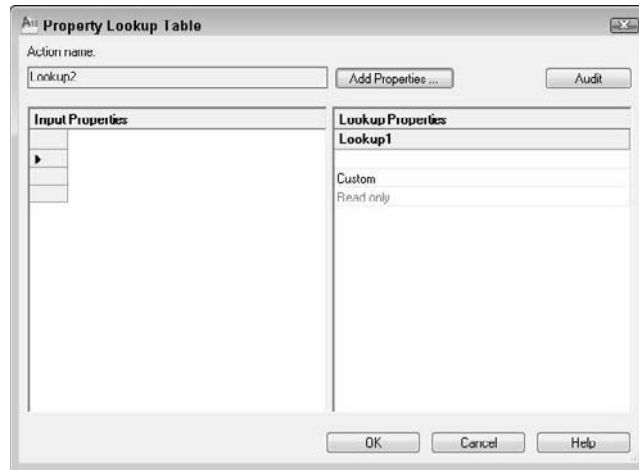 Property Lookup Table
Action name:
Lookup2
Add Properties ...
Audit
Input Properties
Lookup Properties
Lookup1
Custom
Read only
OK
Cancel
Help